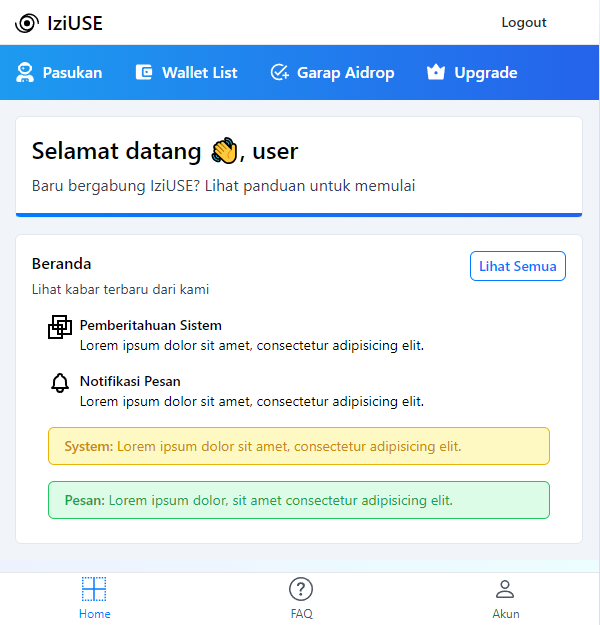 IziUSE
Logout
Pasukan
Wallet List
Garap Aidrop
Upgrade
Selamat datang 👋, user
Baru bergabung IziUSE? Lihat panduan untuk memulai
Beranda
Lihat Semua
Lihat kabar terbaru dari kami
Pemberitahuan Sistem
Lorem ipsum dolor sit amet, consectetur adipisicing elit.
Notifikasi Pesan
Lorem ipsum dolor sit amet, consectetur adipisicing elit.
System: Lorem ipsum dolor sit amet, consectetur adipisicing elit.
Pesan: Lorem ipsum dolor, sit amet consectetur adipisicing elit.
Home
FAQ
Akun